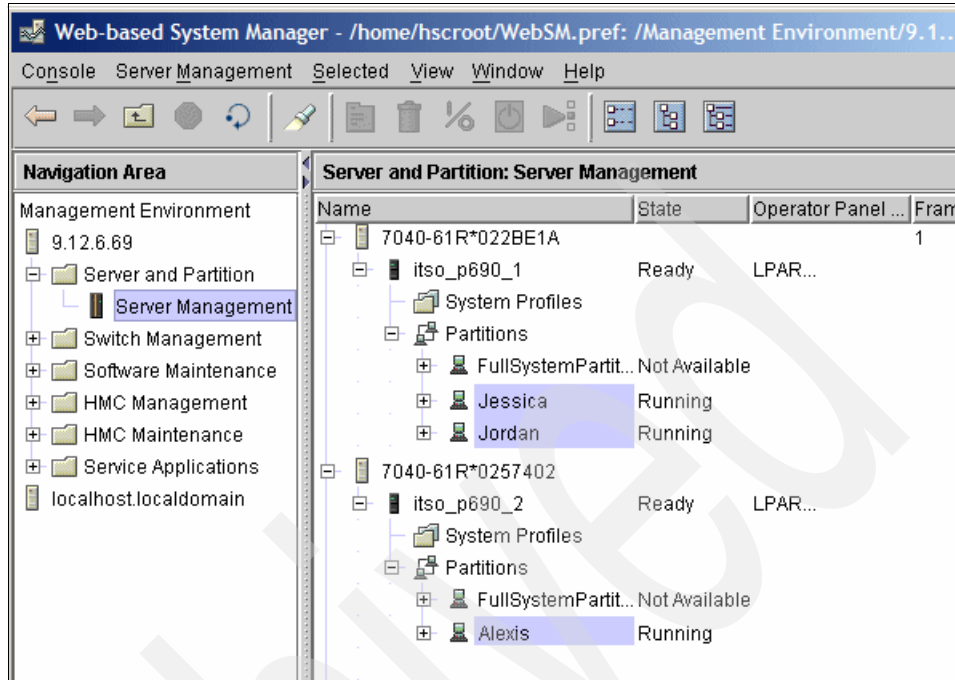 Web-based System Manager - /home/hscroot/WebSM.pref: /Management Environment/9.1...
Console Server Management Selected View Window Help
Navigation Area
Management Environment
9.12.6.69
Server and Partition
Server Management
Switch Management
Software Maintenance
HMC Management
HMC Maintenance
Service Applications
localhost.localdomain
Server and Partition: Server Management
Name State Operator Panel ... Fram
7040-61R*022BE1A 1
itso_p690_1 Ready LPAR...
System Profiles
Partitions
FullSystemPartit... Not Available
Jessica Running
Jordan Running
7040-61R*0257402
itso_p690_2 Ready LPAR...
System Profiles
Partitions
FullSystemPartit... Not Available
Alexis Running